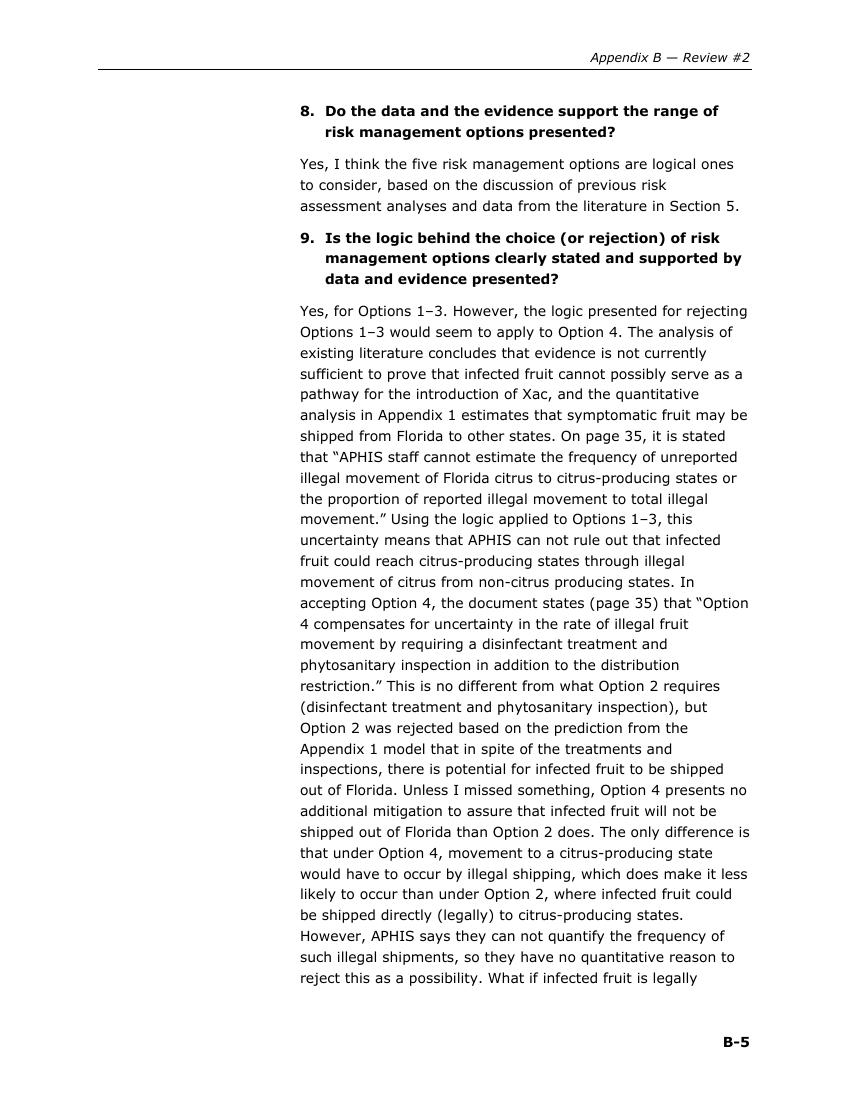 Appendix B — Review #2
8. Do the data and the evidence support the range of
risk management options presented?
Yes, I think the five risk management options are logical ones
to consider, based on the discussion of previous risk
assessment analyses and data from the literature in Section 5.
9. Is the logic behind the choice (or rejection) of risk
management options clearly stated and supported by
data and evidence presented?
Yes, for Options 1–3. However, the logic presented for rejecting
Options 1–3 would seem to apply to Option 4. The analysis of
existing literature concludes that evidence is not currently
sufficient to prove that infected fruit cannot possibly serve as a
pathway for the introduction of Xac, and the quantitative
analysis in Appendix 1 estimates that symptomatic fruit may be
shipped from Florida to other states. On page 35, it is stated
that “APHIS staff cannot estimate the frequency of unreported
illegal movement of Florida citrus to citrus-producing states or
the proportion of reported illegal movement to total illegal
movement.” Using the logic applied to Options 1–3, this
uncertainty means that APHIS can not rule out that infected
fruit could reach citrus-producing states through illegal
movement of citrus from non-citrus producing states. In
accepting Option 4, the document states (page 35) that “Option
4 compensates for uncertainty in the rate of illegal fruit
movement by requiring a disinfectant treatment and
phytosanitary inspection in addition to the distribution
restriction.” This is no different from what Option 2 requires
(disinfectant treatment and phytosanitary inspection), but
Option 2 was rejected based on the prediction from the
Appendix 1 model that in spite of the treatments and
inspections, there is potential for infected fruit to be shipped
out of Florida. Unless I missed something, Option 4 presents no
additional mitigation to assure that infected fruit will not be
shipped out of Florida than Option 2 does. The only difference is
that under Option 4, movement to a citrus-producing state
would have to occur by illegal shipping, which does make it less
likely to occur than under Option 2, where infected fruit could
be shipped directly (legally) to citrus-producing states.
However, APHIS says they can not quantify the frequency of
such illegal shipments, so they have no quantitative reason to
reject this as a possibility. What if infected fruit is legally
B-5